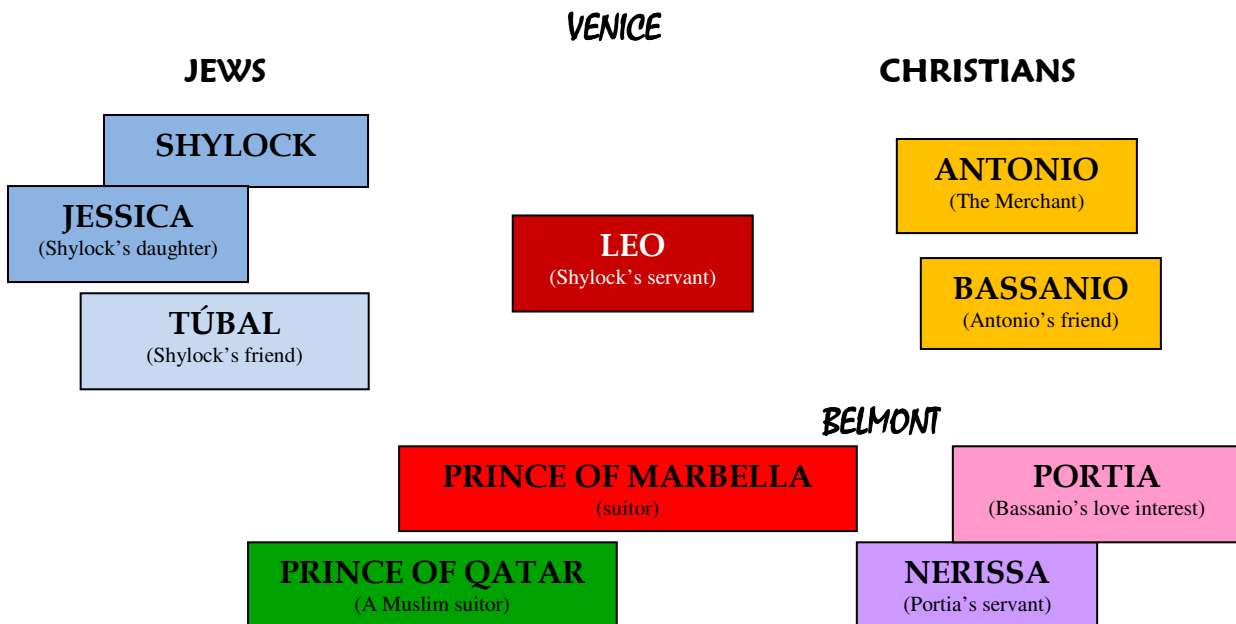 VENICE
JEWS
CHRISTIANS
SHYLOCK
JESSICA
(Shylock’s daughter)
TÚBAL
(Shylock’s friend)
LEO
(Shylock’s servant)
ANTONIO
(The Merchant)
BASSANIO
(Antonio’s friend)
BELMONT
PRINCE OF MARBELLA
(suitor)
PORTIA
(Bassanio’s love interest)
PRINCE OF QATAR
(A Muslim suitor)
NERISSA
(Portia’s servant)